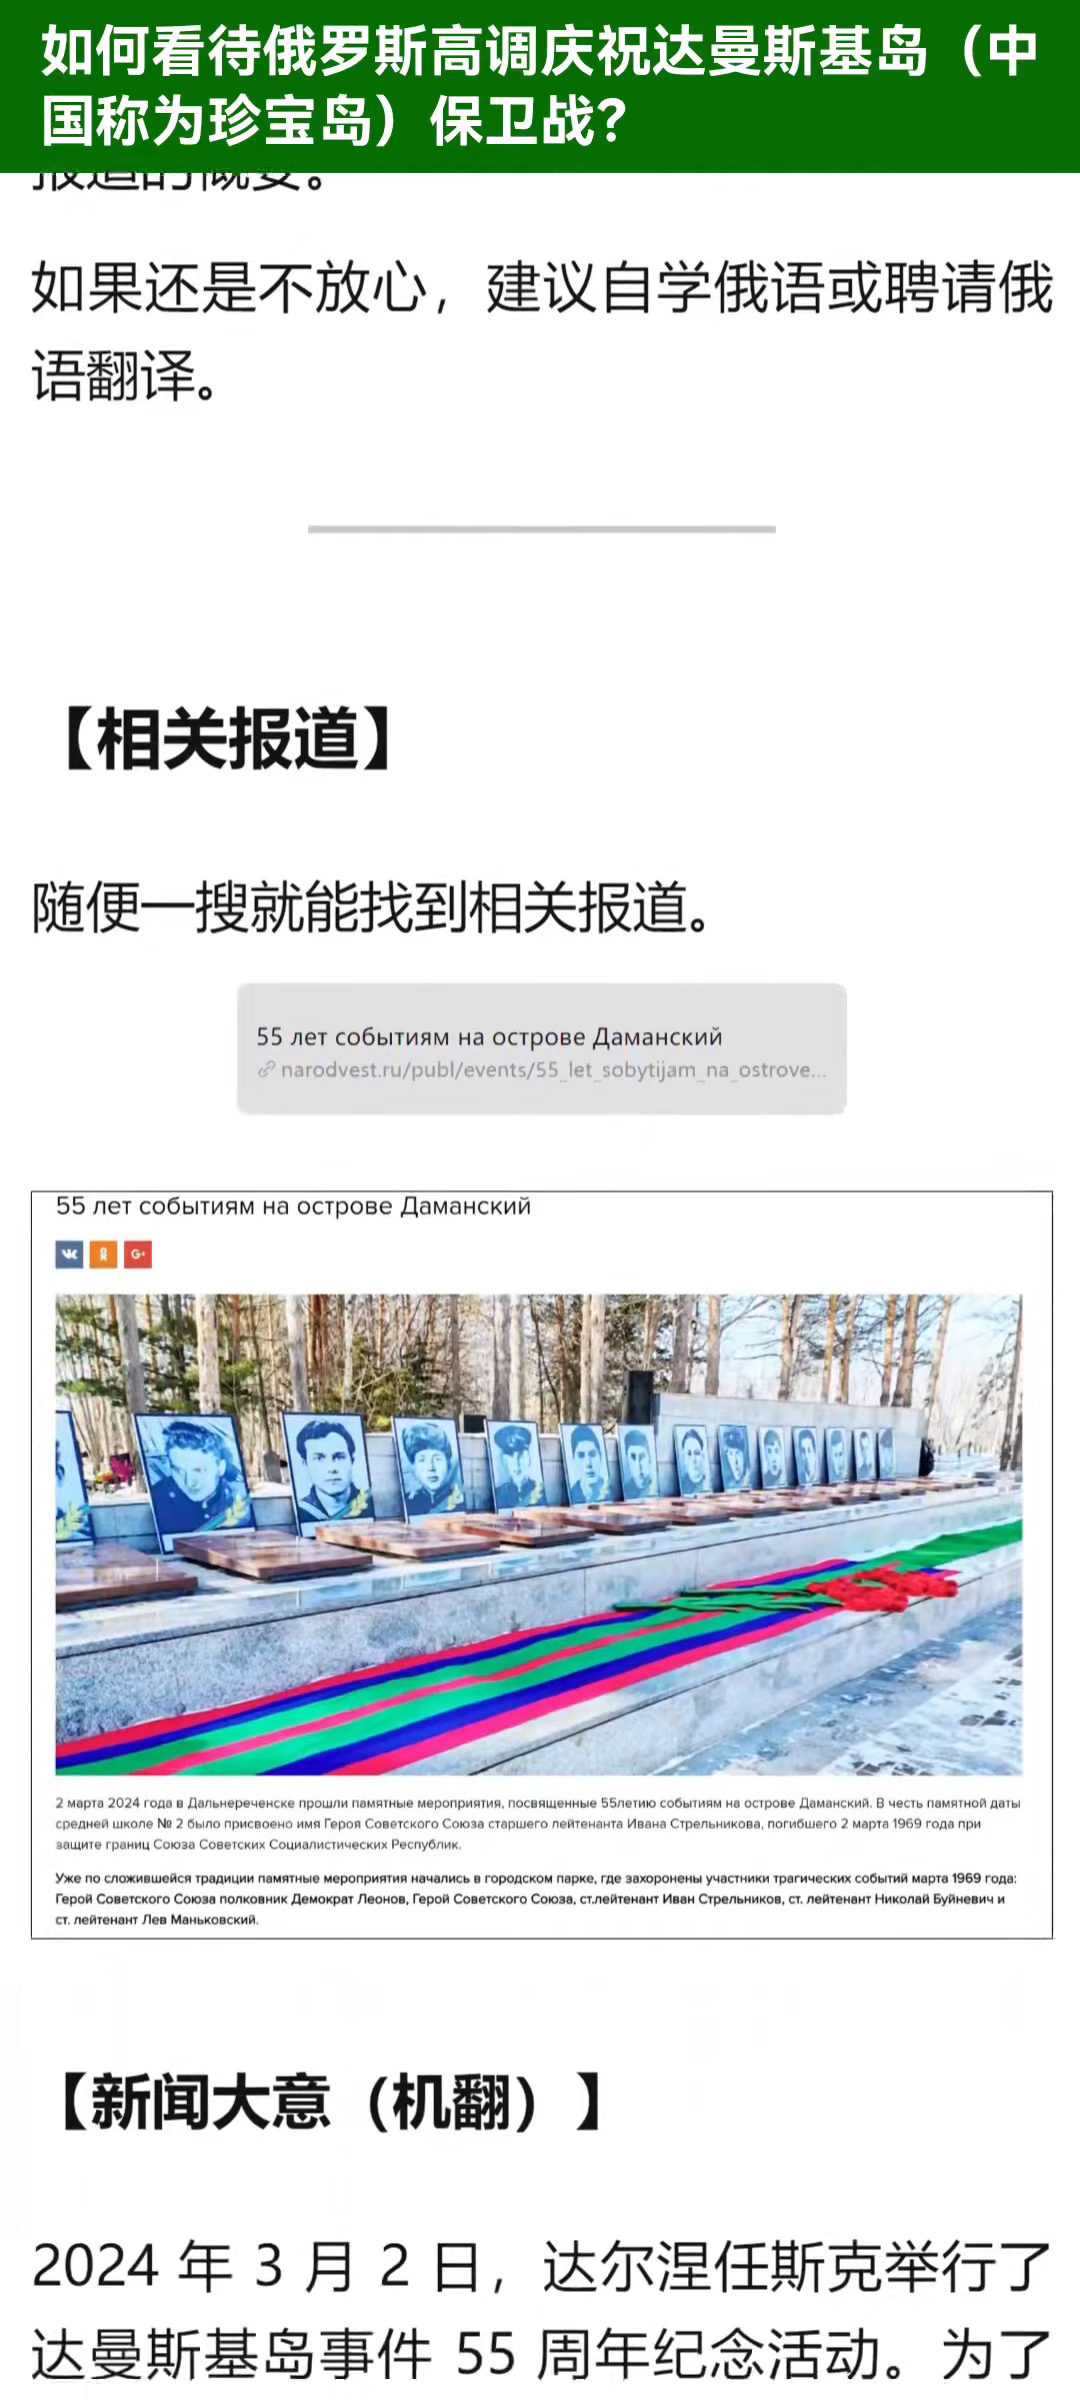 如何看待俄罗斯高调庆祝达曼斯基岛（中
国称为珍宝岛）保卫战？
报道的概要。
如果还是不放心，建议自学俄语或聘请俄
语翻译。
【相关报道】
随便一搜就能找到相关报道。
55 лет событиям на острове Даманский
narodvest.ru/publ/events/55_let_sobytijam_na_ostrove...
55 лет событиям на острове Даманский
G+
2 марта 2024 года в Дальнереченске прошли памятные мероприятия, посвященные 55летию событиям на острове Даманский. В честь памятной даты
средней школе № 2 было присвоено имя Героя Советского Союза старшего лейтенанта Ивана Стрельникова, погибшего 2 марта 1969 года при
защите границ Союза Советских Социалистических Республик.
Уже по сложившейся традиции памятные мероприятия начались в городском парке, где захоронены участники трагических событий марта 1969 года:
Герой Советского Союза полковник Демократ Леонов, Герой Советского Союза, ст.лейтенант Иван Стрельников, ст. лейтенант Николай Буйневич и
ст. лейтенант Лев Маньковский.
【新闻大意（机翻）】
2024 年 3 月 2 日，达尔涅任斯克举行了
达曼斯基岛事件 55 周年纪念活动。为了